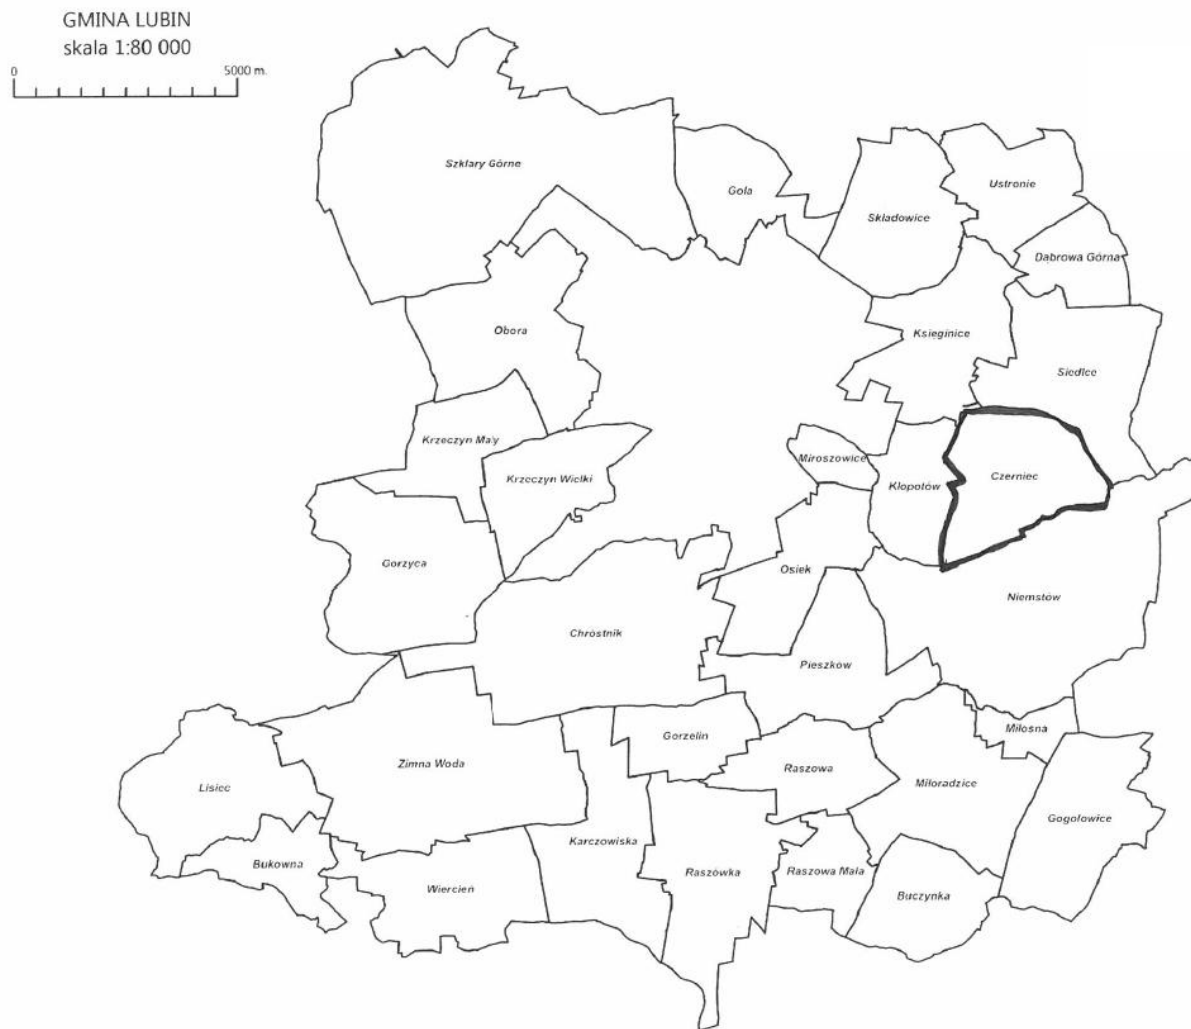 GMINA LUBIN
skala 1:80 000
0 5000 m.
Szklary Górne
Gola
Ustronie
Składowice
Dąbrowa Górna
Obora
Księginice
Siedlce
Krzeczyn Mały
Miroszowice
Krzeczyn Wielki
Czerniec
Kłopotów
Gorzyca
Osiek
Niemstów
Chróstnik
Pieszków
Miłosna
Gorzelin
Zimna Woda
Raszowa
Miłoradzice
Lisiec
Gogołowice
Karczowiska
Bukowna
Raszówka
Raszowa Mała
Wiercień
Buczynka